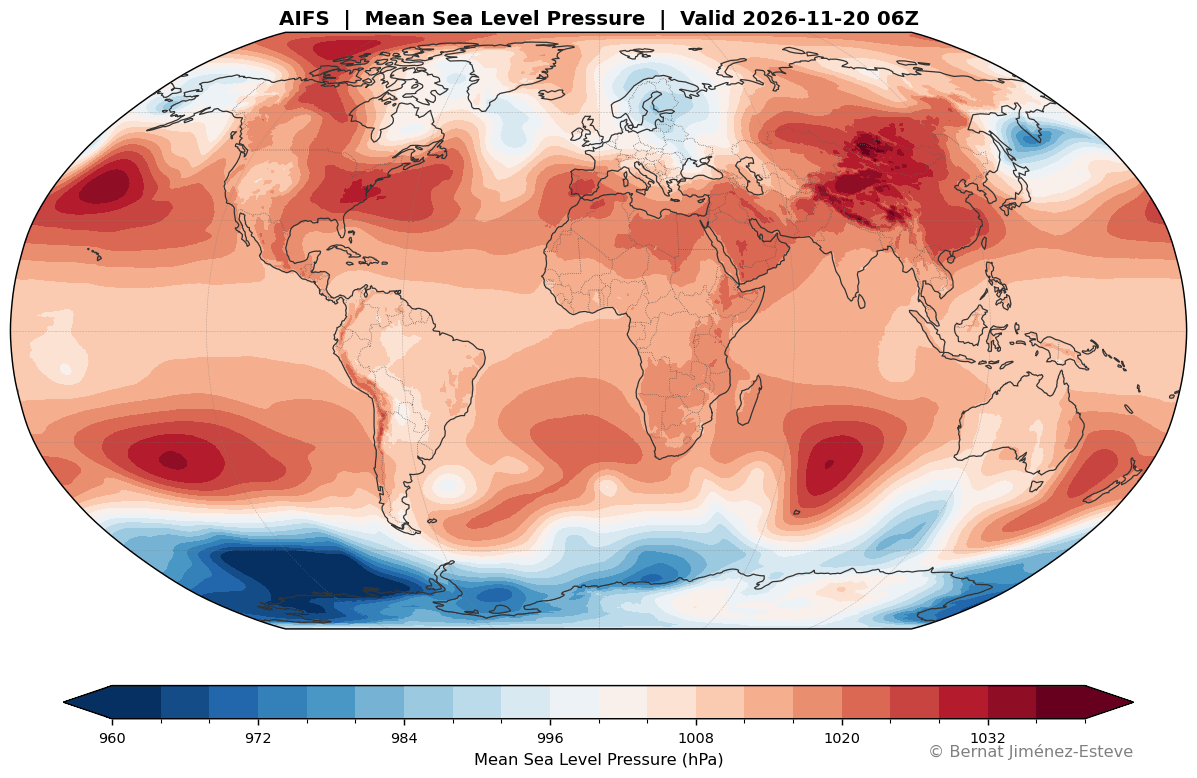 AIFS | Mean Sea Level Pressure | Valid 2026-11-20 06Z
960 972 984 996 1008 1020 1032
Mean Sea Level Pressure (hPa)
© Bernat Jiménez-Esteve